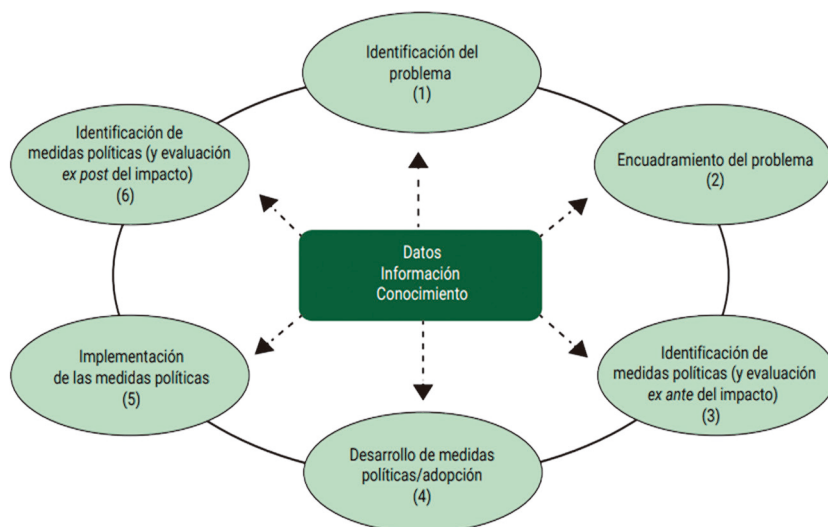 Identificación del
problema
(1)
Encuadramiento del problema
(2)
Identificación de
medidas políticas (y evaluación
ex ante del impacto)
(3)
Desarrollo de medidas
políticas/adopción
(4)
Implementación
de las medidas políticas
(5)
Identificación de
medidas políticas (y evaluación
ex post del impacto)
(6)
Datos
Información
Conocimiento